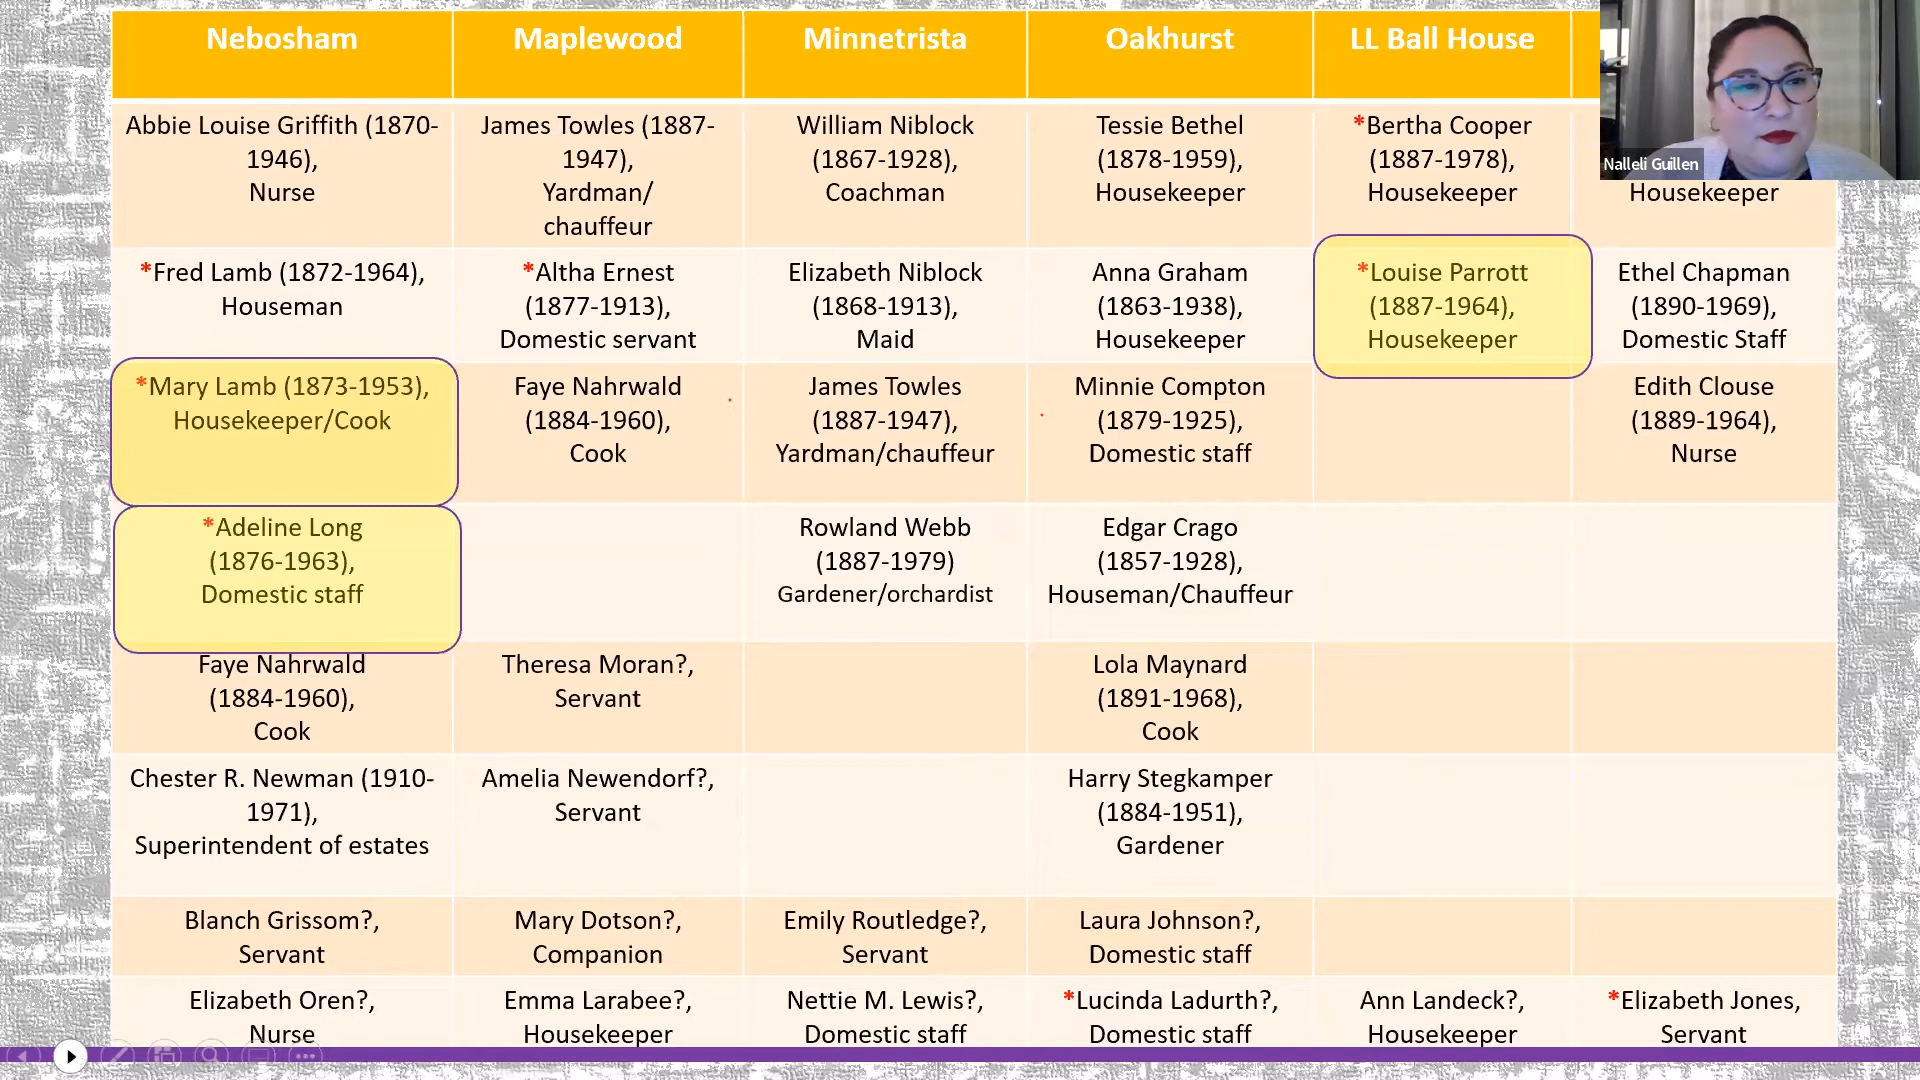 Nebosham
Maplewood
Minnetrista
Oakhurst
LL Ball House
Nalleli Guillen
Abbie Louise Griffith (1870-
1946),
Nurse
James Towles (1887-
1947),
Yardman/
chauffeur
William Niblock
(1867-1928),
Coachman
Tessie Bethel
(1878-1959),
Housekeeper
*Bertha Cooper
(1887-1978),
Housekeeper
Housekeeper
*Fred Lamb (1872-1964),
Houseman
*Altha Ernest
(1877-1913),
Domestic servant
Elizabeth Niblock
(1868-1913),
Maid
Anna Graham
(1863-1938),
Housekeeper
*Louise Parrott
(1887-1964),
Housekeeper
Ethel Chapman
(1890-1969),
Domestic Staff
*Mary Lamb (1873-1953),
Housekeeper/Cook
Faye Nahrwald
(1884-1960),
Cook
James Towles
(1887-1947),
Yardman/chauffeur
Minnie Compton
(1879-1925),
Domestic staff
Edith Clouse
(1889-1964),
Nurse
*Adeline Long
(1876-1963),
Domestic staff
Rowland Webb
(1887-1979)
Gardener/orchardist
Edgar Crago
(1857-1928),
Houseman/Chauffeur
Faye Nahrwald
(1884-1960),
Cook
Theresa Moran?,
Servant
Lola Maynard
(1891-1968),
Cook
Chester R. Newman (1910-
1971),
Superintendent of estates
Amelia Newendorf?,
Servant
Harry Stegkamper
(1884-1951),
Gardener
Blanch Grissom?,
Servant
Mary Dotson?,
Companion
Emily Routledge?,
Servant
Laura Johnson?,
Domestic staff
Elizabeth Oren?,
Nurse
Emma Larabee?,
Housekeeper
Nettie M. Lewis?,
Domestic staff
*Lucinda Ladurth?,
Domestic staff
Ann Landeck?,
Housekeeper
*Elizabeth Jones,
Servant